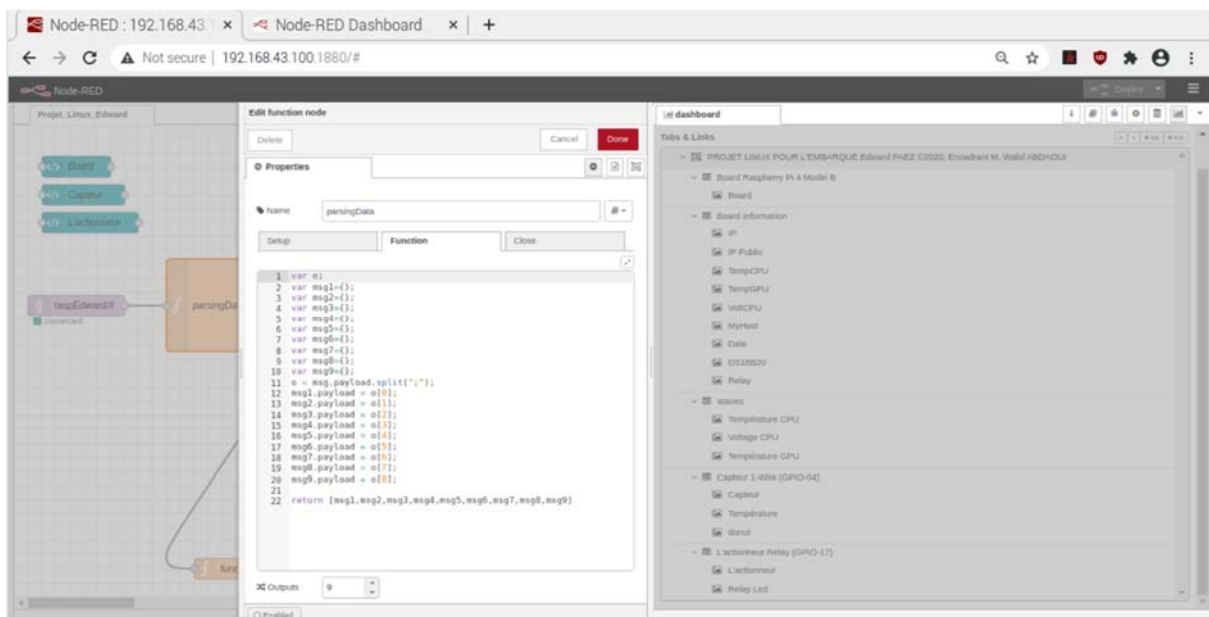 Node-RED : 192.168.43.1
Node-RED Dashboard
Not secure | 192.168.43.100:1880/#
Node-RED
Deploy
Projet_Linux_Edward
Board
Capteur
L'actionneur
connected
parsingDa
func
Edit function node
Delete
Cancel
Done
Properties
Name
parsingData
Setup
Function
Close
1 var o;
2 var msg1={};
3 var msg2={};
4 var msg3={};
5 var msg4={};
6 var msg5={};
7 var msg6={};
8 var msg7={};
9 var msg8={};
10 var msg9={};
11 o = msg.payload.split(";");
12 msg1.payload = o[0];
13 msg2.payload = o[1];
14 msg3.payload = o[2];
15 msg4.payload = o[3];
16 msg5.payload = o[4];
17 msg6.payload = o[5];
18 msg7.payload = o[6];
19 msg8.payload = o[7];
20 msg9.payload = o[8];
21
22 return [msg1,msg2,msg3,msg4,msg5,msg6,msg7,msg8,msg9]
Outputs
9
Enabled
dashboard
Tabs & Links
PROJET LINUX POUR L'EMBARQUE Edward PAEZ ©2020, M. Walid ABDAOUI
Board Raspberry PI 4 Model B
Board
Board information
IP
IP Public
TempCPU
TempGPU
VoltCPU
MyHost
Date
DS18B20
Relay
Waves
Température CPU
Voltage CPU
Température GPU
Capteur 1-Wire (GPIO-04)
Capteur
Température
donut
L'actionneur Relay (GPIO-17)
L'actionneur
Relay Led